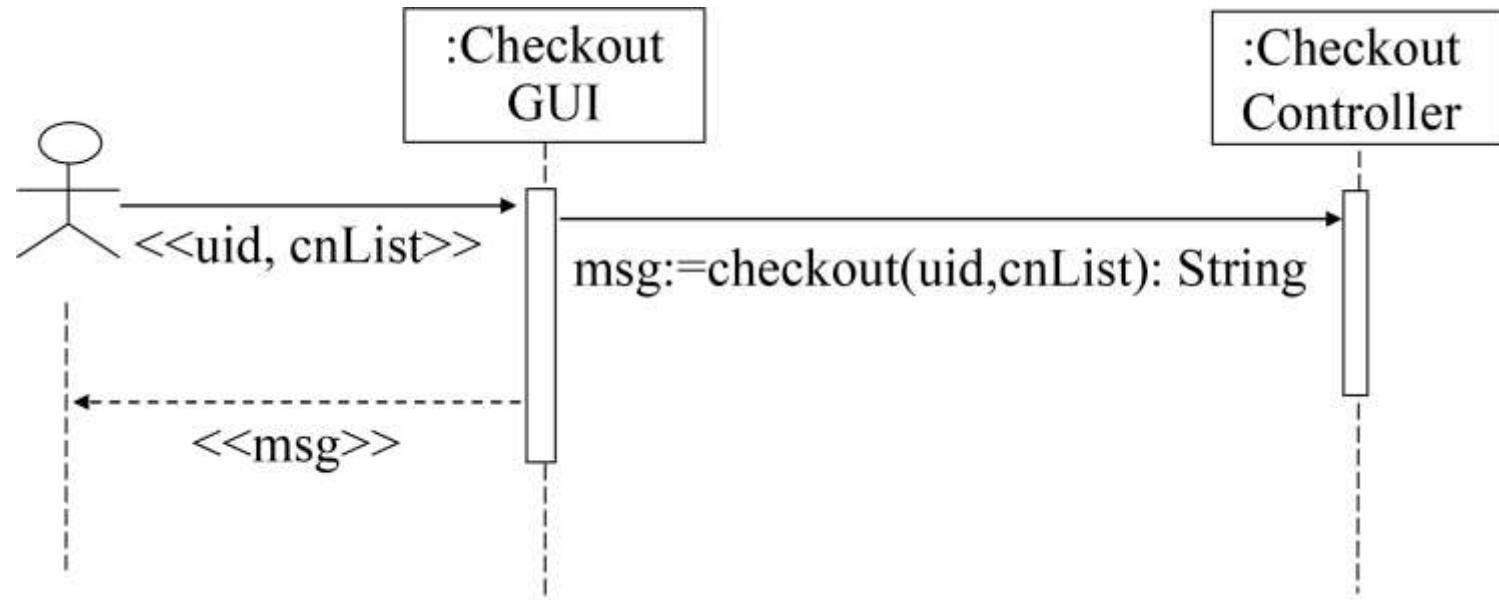 :Checkout
GUI
:Checkout
Controller
<<uid, cnList>>
msg:=checkout(uid,cnList): String
<<msg>>